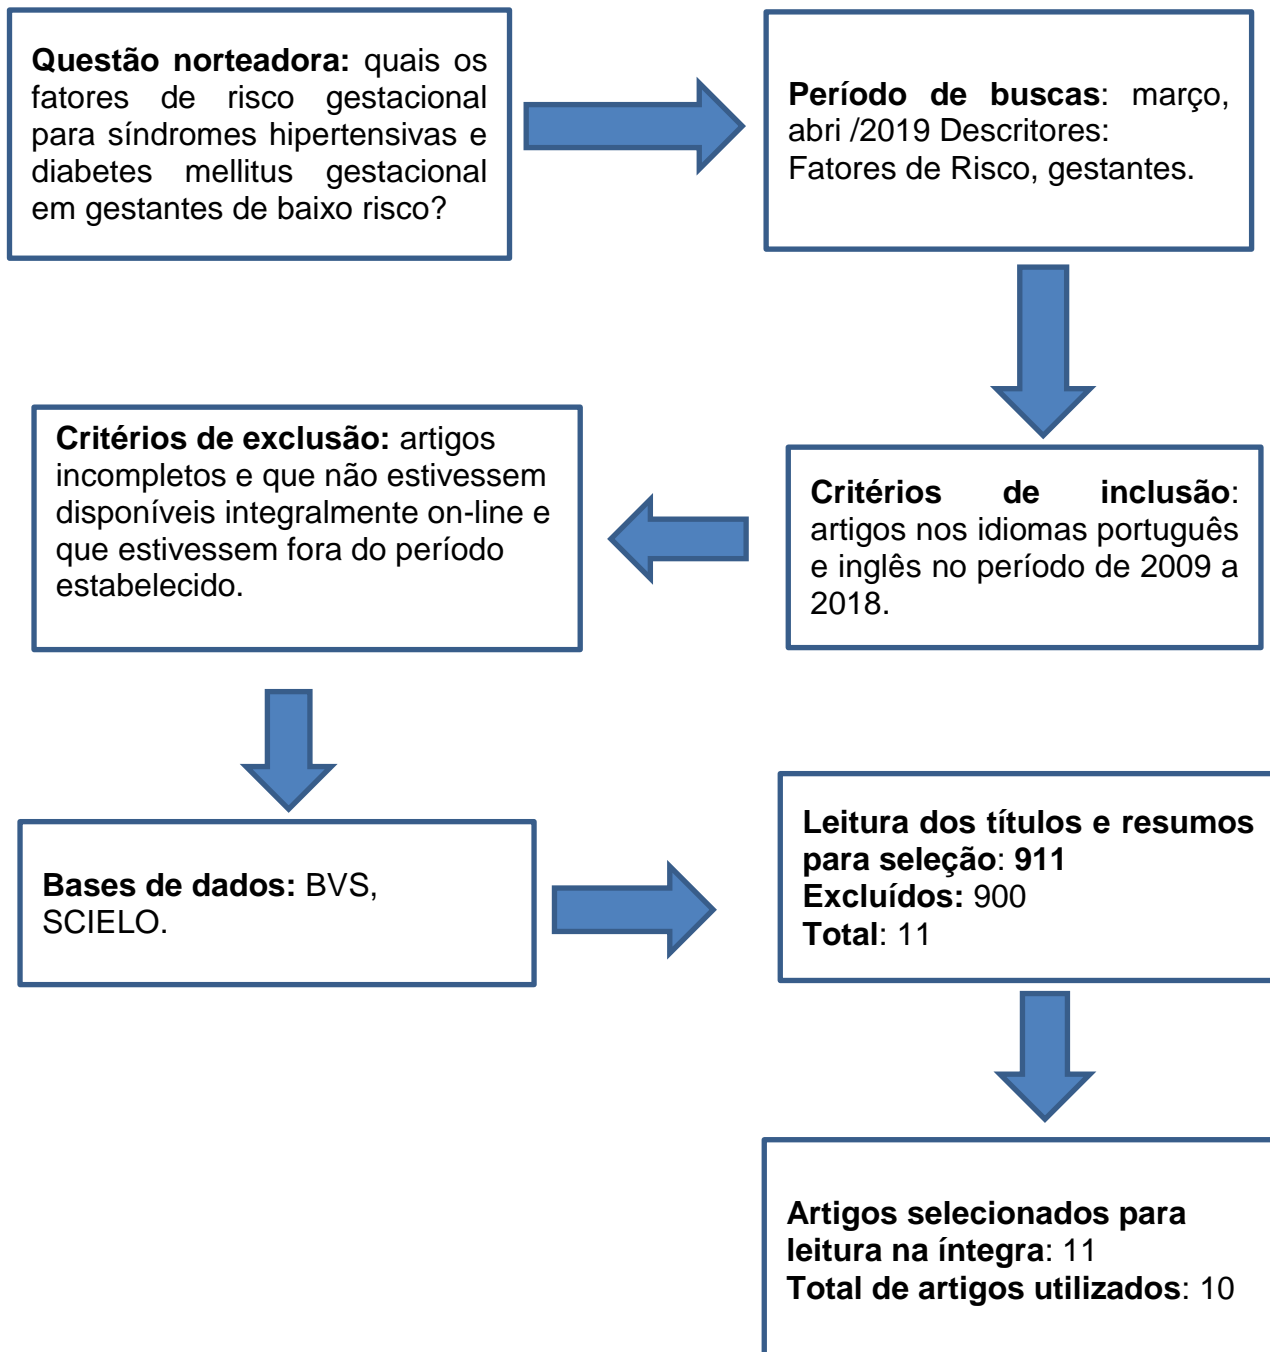 Questão norteadora: quais os
fatores de risco gestacional
para síndromes hipertensivas e
diabetes mellitus gestacional
em gestantes de baixo risco?
Período de buscas: março,
abri /2019 Descritores:
Fatores de Risco, gestantes.
Critérios de inclusão:
artigos nos idiomas português
e inglês no período de 2009 a
2018.
Critérios de exclusão: artigos
incompletos e que não estivessem
disponíveis integralmente on-line e
que estivessem fora do período
estabelecido.
Bases de dados: BVS,
SCIELO.
Leitura dos títulos e resumos
para seleção: 911
Excluídos: 900
Total: 11
Artigos selecionados para
leitura na íntegra: 11
Total de artigos utilizados: 10